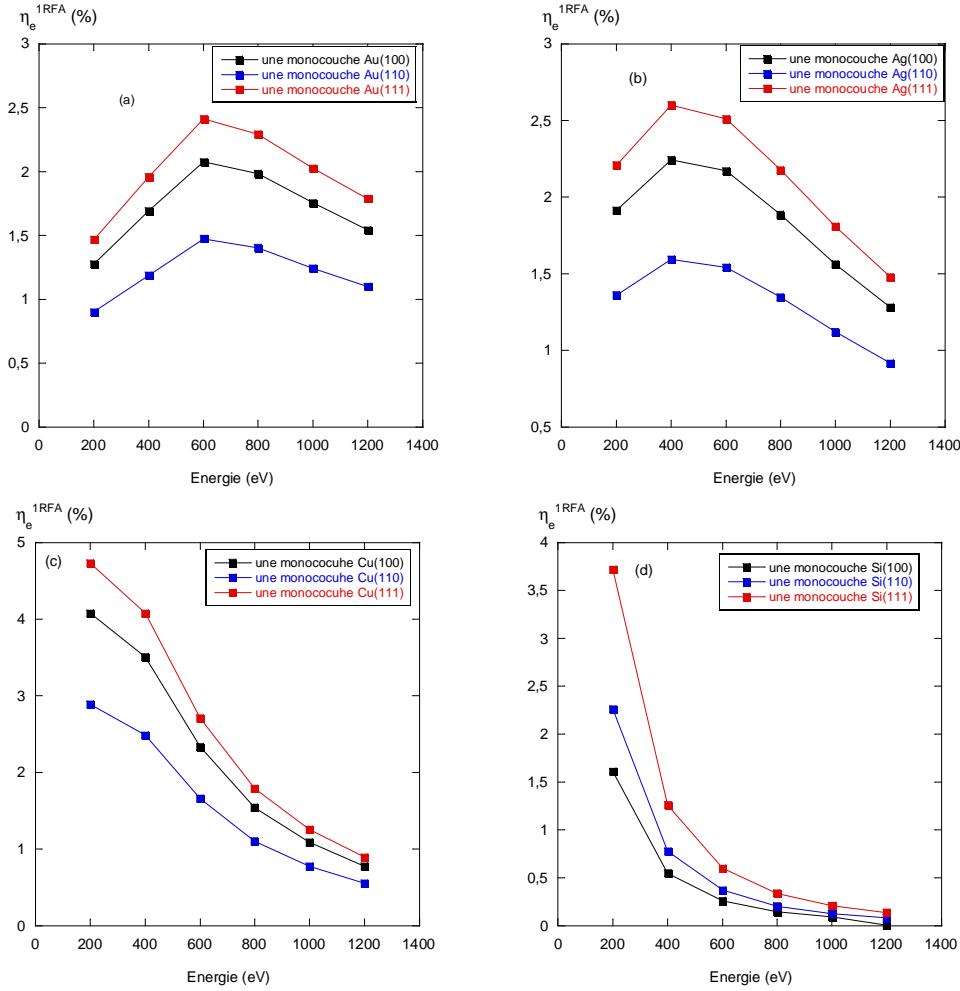 η_e^1RFA (%)
3
2,5
2
1,5
1
0,5
0
0 200 400 600 800 1000 1200 1400
Energie (eV)
(a)
une monocouche Au(100)
une monocouche Au(110)
une monocouche Au(111)
η_e^1RFA (%)
3
2,5
2
1,5
1
0,5
0 200 400 600 800 1000 1200 1400
Energie (eV)
(b)
une monocouche Ag(100)
une monocouche Ag(110)
une monocouche Ag(111)
η_e^1RFA (%)
5
4
3
2
1
0
0 200 400 600 800 1000 1200 1400
Energie (eV)
(c)
une monococuhe Cu(100)
une monococuhe Cu(110)
une monococuhe Cu(111)
η_e^1RFA (%)
4
3,5
3
2,5
2
1,5
1
0,5
0
0 200 400 600 800 1000 1200 1400
Energie (eV)
(d)
une monocouche Si(100)
une monocouche Si(110)
une monocouche Si(111)